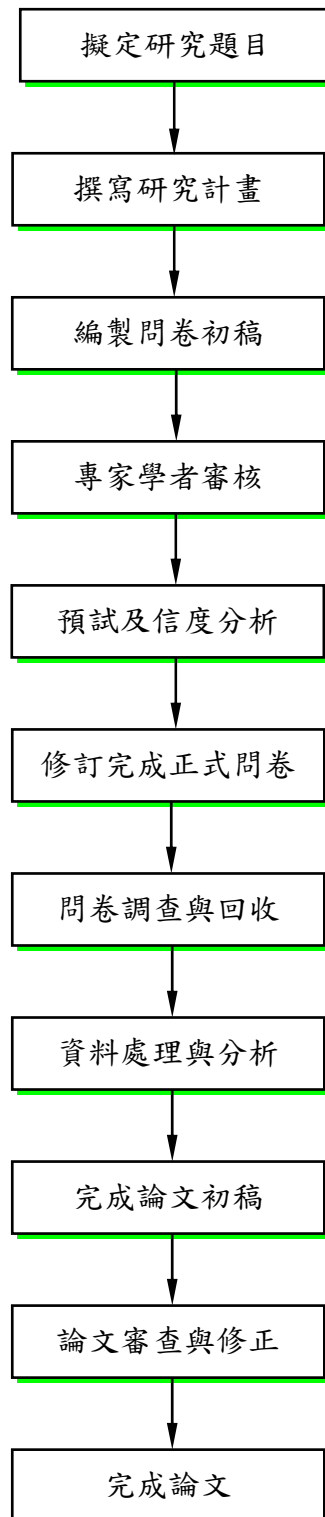 擬定研究題目
撰寫研究計畫
編製問卷初稿
專家學者審核
預試及信度分析
修訂完成正式問卷
問卷調查與回收
資料處理與分析
完成論文初稿
論文審查與修正
完成論文